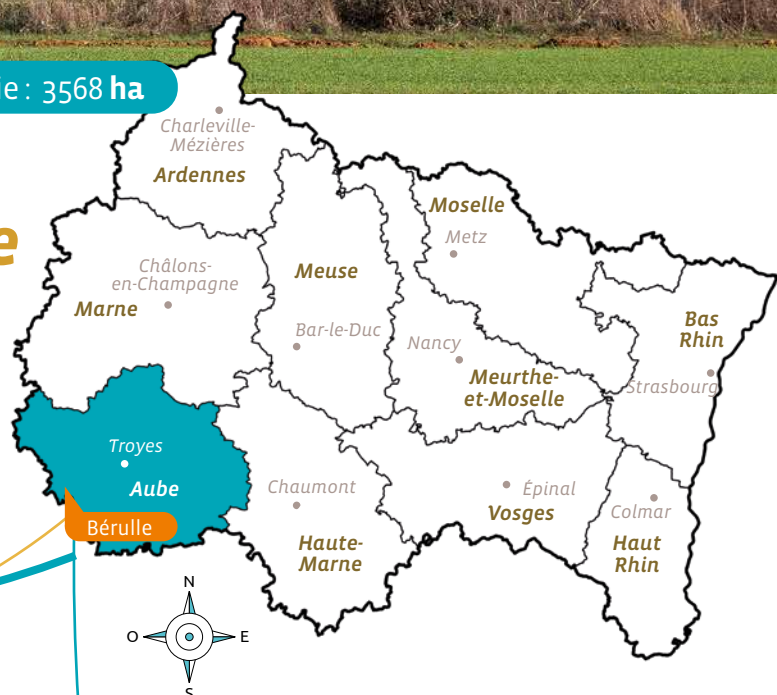 ie : 3568 ha
e
Charleville-
Mézières
Ardennes
Moselle
Metz
Châlons-
en-Champagne
Marne
Meuse
Bar-le-Duc
Nancy
Meurthe-
et-Moselle
Bas
Rhin
Strasbourg
Troyes
Aube
Bérulle
Chaumont
Haute-
Marne
Épinal
Vosges
Colmar
Haut
Rhin
N
O
E
S